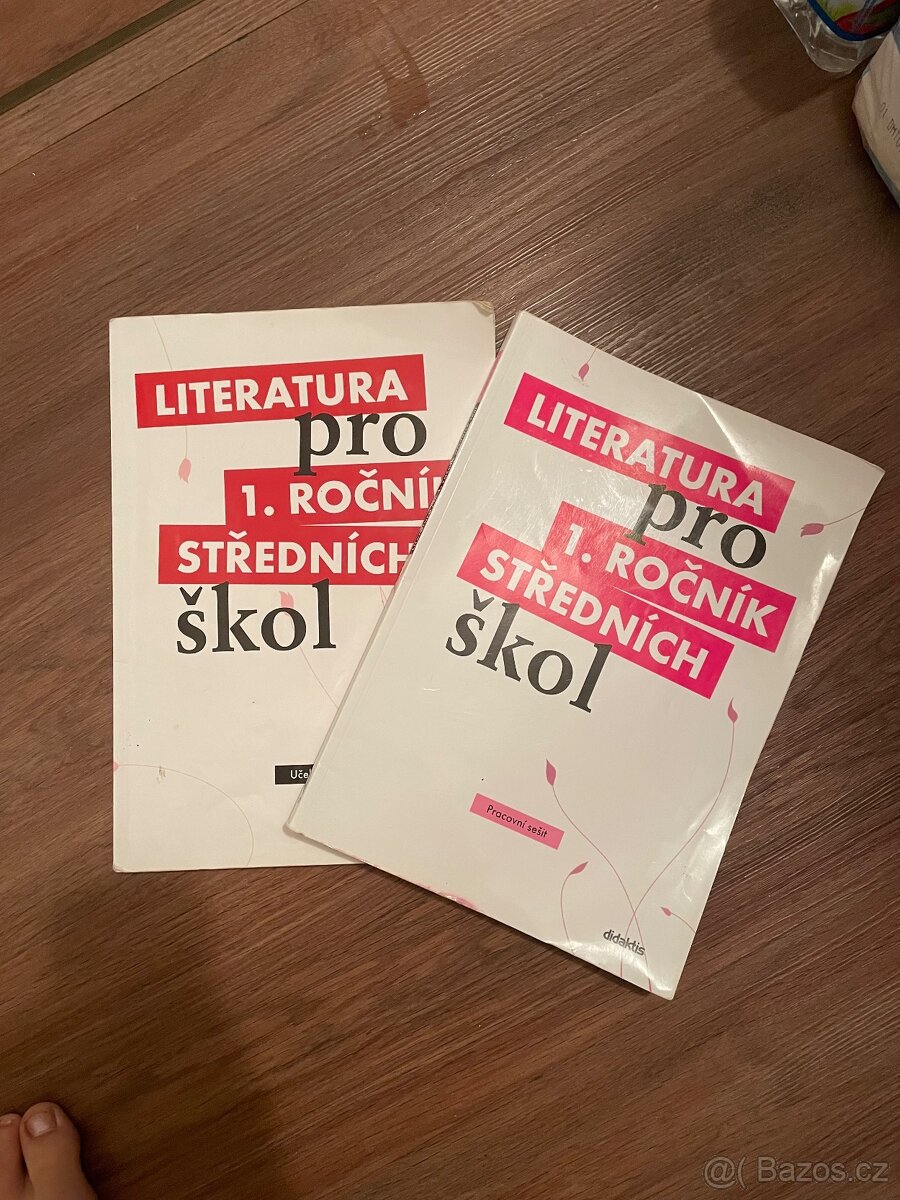 LITERATURA
pro
1. ROČNÍK
STŘEDNÍCH
škol
LITERATURA
pro
1. ROČNÍK
STŘEDNÍCH
škol
Pracovní sešit
didaktis
@( Bazos.cz